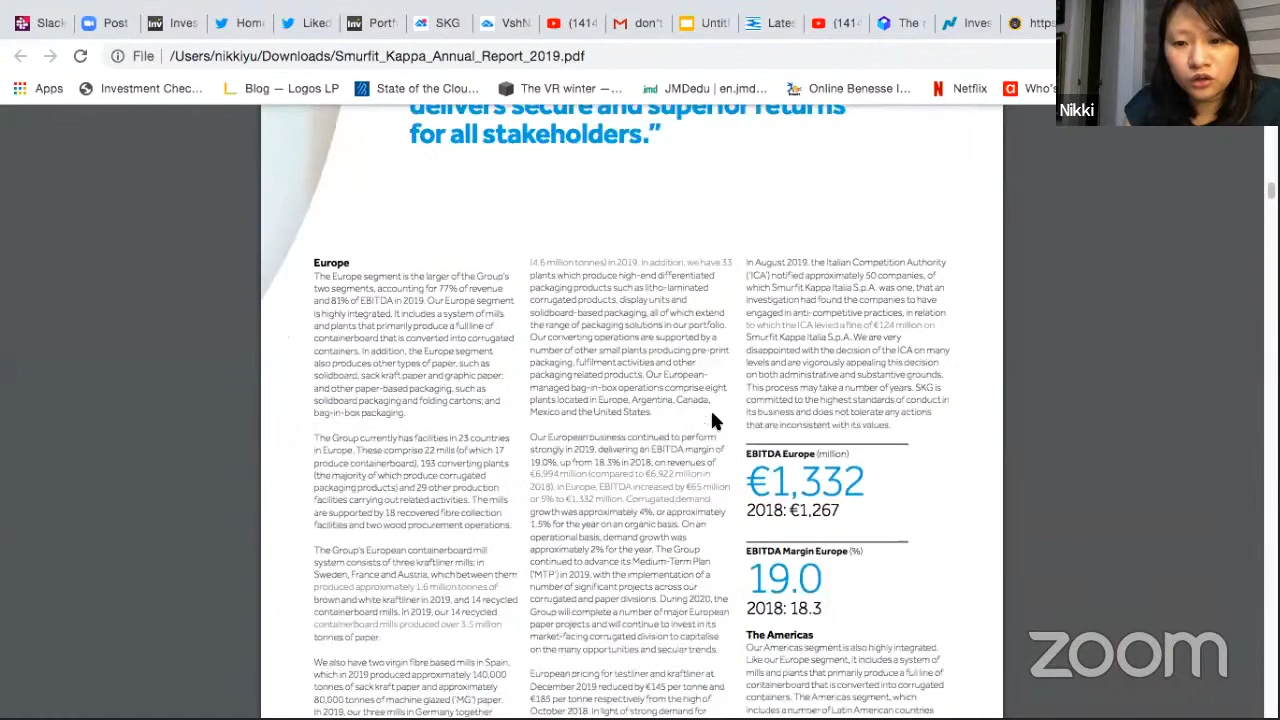 Slack
Post
Inv
Inves
Home
Liked
Inv
Portf
SKG
VshN
(1414
don't
Untitl
Lates
(1414
The r
Inves
https
File | /Users/nikkiyu/Downloads/Smurfit_Kappa_Annual_Report_2019.pdf
Apps
Investment Chec...
Blog — Logos LP
State of the Clou...
The VR winter —...
JMDedu | en.jmd...
Online Benesse I...
Netflix
Who's
Nikki
delivers secure and superior returns
for all stakeholders.”
Europe
The Europe segment is the larger of the Group's
two segments, accounting for 77% of revenue
and 81% of EBITDA in 2019. Our Europe segment
is highly integrated. It includes a system of mills
and plants that primarily produce a full line of
containerboard that is converted into corrugated
containers. In addition, the Europe segment
also produces other types of paper, such as
solidboard, sack kraft paper and graphic paper;
and other paper-based packaging, such as
solidboard packaging and folding cartons; and
bag-in-box packaging.
The Group currently has facilities in 23 countries
in Europe. These comprise 22 mills (of which 17
produce containerboard), 193 converting plants
(the majority of which produce corrugated
packaging products) and 29 other production
facilities carrying out related activities. The mills
are supported by 18 recovered fibre collection
facilities and two wood procurement operations.
The Group's European containerboard mill
system consists of three kraftliner mills; in
Sweden, France and Austria, which between them
produced approximately 1.6 million tonnes of
brown and white kraftliner in 2019, and 14 recycled
containerboard mills. In 2019, our 14 recycled
containerboard mills produced over 3.5 million
tonnes of paper.
We also have two virgin fibre based mills in Spain,
which in 2019 produced approximately 140,000
tonnes of sack kraft paper and approximately
80,000 tonnes of machine glazed ('MG') paper.
In 2019, our three mills in Germany together
(4.6 million tonnes) in 2019. In addition, we have 33
plants which produce high-end differentiated
packaging products such as litho-laminated
corrugated products, display units and
solidboard-based packaging, all of which extend
the range of packaging solutions in our portfolio.
Our converting operations are supported by a
number of other small plants producing pre-print
packaging, fulfilment activities and other
packaging related products. Our European-
managed bag-in-box operations comprise eight
plants located in Europe, Argentina, Canada,
Mexico and the United States.
Our European business continued to perform
strongly in 2019, delivering an EBITDA margin of
19.0%, up from 18.3% in 2018, on revenues of
€6,994 million (compared to €6,922 million in
2018). In Europe, EBITDA increased by €65 million
or 5% to €1,332 million. Corrugated demand
growth was approximately 4%, or approximately
1.5% for the year on an organic basis. On an
operational basis, demand growth was
approximately 2% for the year. The Group
continued to advance its Medium-Term Plan
('MTP') in 2019, with the implementation of a
number of significant projects across our
corrugated and paper divisions. During 2020, the
Group will complete a number of major European
paper projects and will continue to invest in its
market-facing corrugated division to capitalise
on the many opportunities and secular trends.
European pricing for testliner and kraftliner at
December 2019 reduced by €145 per tonne and
€185 per tonne respectively from the high of
October 2018. In light of strong demand for
In August 2019, the Italian Competition Authority
('ICA') notified approximately 50 companies, of
which Smurfit Kappa Italia S.p.A. was one, that an
investigation had found the companies to have
engaged in anti-competitive practices, in relation
to which the ICA levied a fine of €124 million on
Smurfit Kappa Italia S.p.A. We are very
disappointed with the decision of the ICA on many
levels and are vigorously appealing this decision
on both administrative and substantive grounds.
This process may take a number of years. SKG is
committed to the highest standards of conduct in
its business and does not tolerate any actions
that are inconsistent with its values.
EBITDA Europe (million)
€1,332
2018: €1,267
EBITDA Margin Europe (%)
19.0
2018: 18.3
The Americas
Our Americas segment is also highly integrated.
Like our Europe segment, it includes a system of
mills and plants that primarily produce a full line of
containerboard that is converted into corrugated
containers. The Americas segment, which
includes a number of Latin American countries
zoom